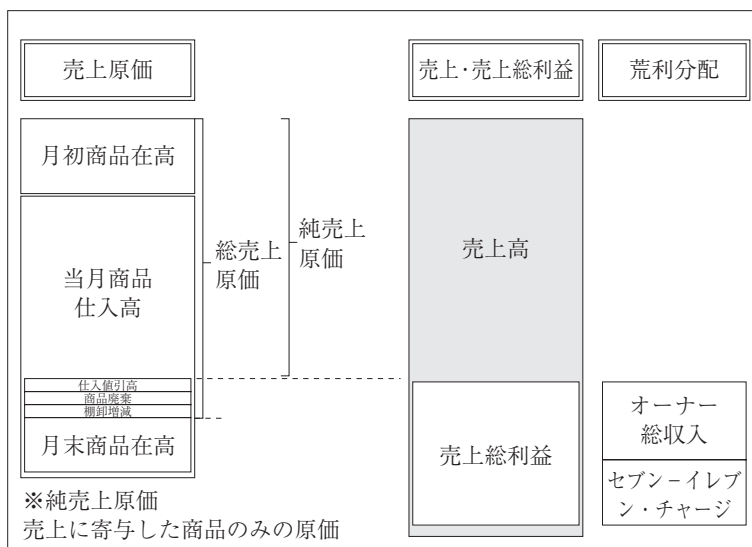 売上原価
売上・売上総利益
荒利分配
月初商品在高
当月商品
仕入高
仕入値引高
商品廃棄
棚卸増減
月末商品在高
総売上
原価
純売上
原価
売上高
売上総利益
オーナー
総収入
セブン－イレブ
ン・チャージ
※純売上原価
売上に寄与した商品のみの原価